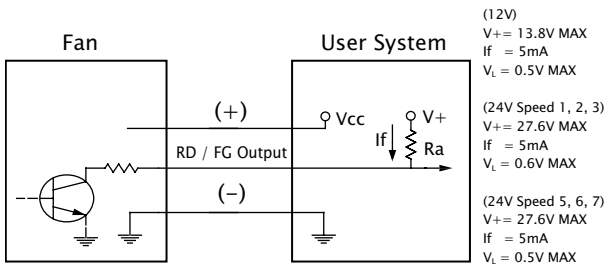 Fan
User System
(+)
Vcc
V+
If
Ra
RD / FG Output
(−)
(12V)
V+= 13.8V MAX
If = 5mA
VL = 0.5V MAX
(24V Speed 1, 2, 3)
V+= 27.6V MAX
If = 5mA
VL = 0.6V MAX
(24V Speed 5, 6, 7)
V+= 27.6V MAX
If = 5mA
VL = 0.5V MAX